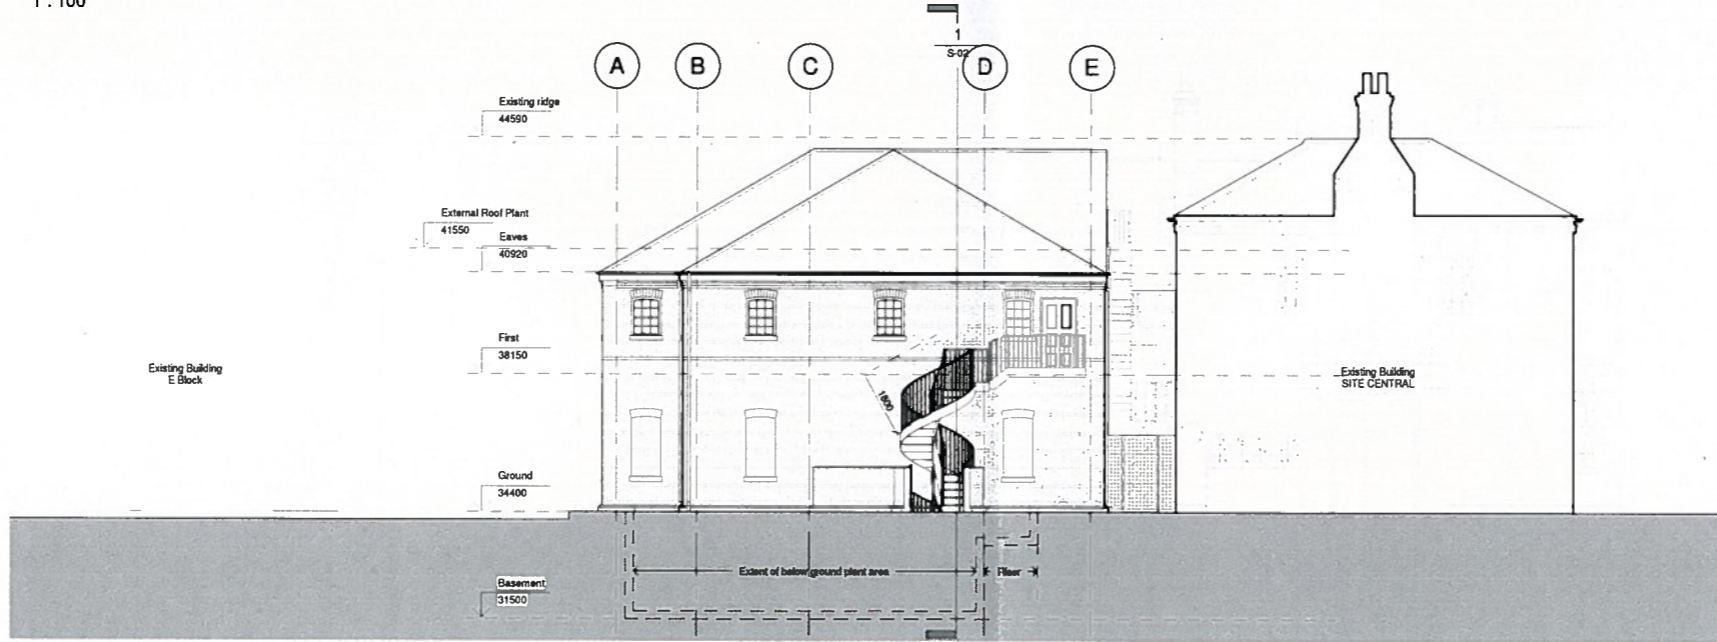 1 : 100
1
S-02
A
B
C
D
E
Existing ridge
44590
External Roof Plant
41550
Eaves
40920
First
38150
Existing Building
E Block
Existing Building
SITE CENTRAL
1800
Ground
34400
Extent of below ground plant area
Riser
Basement
31500